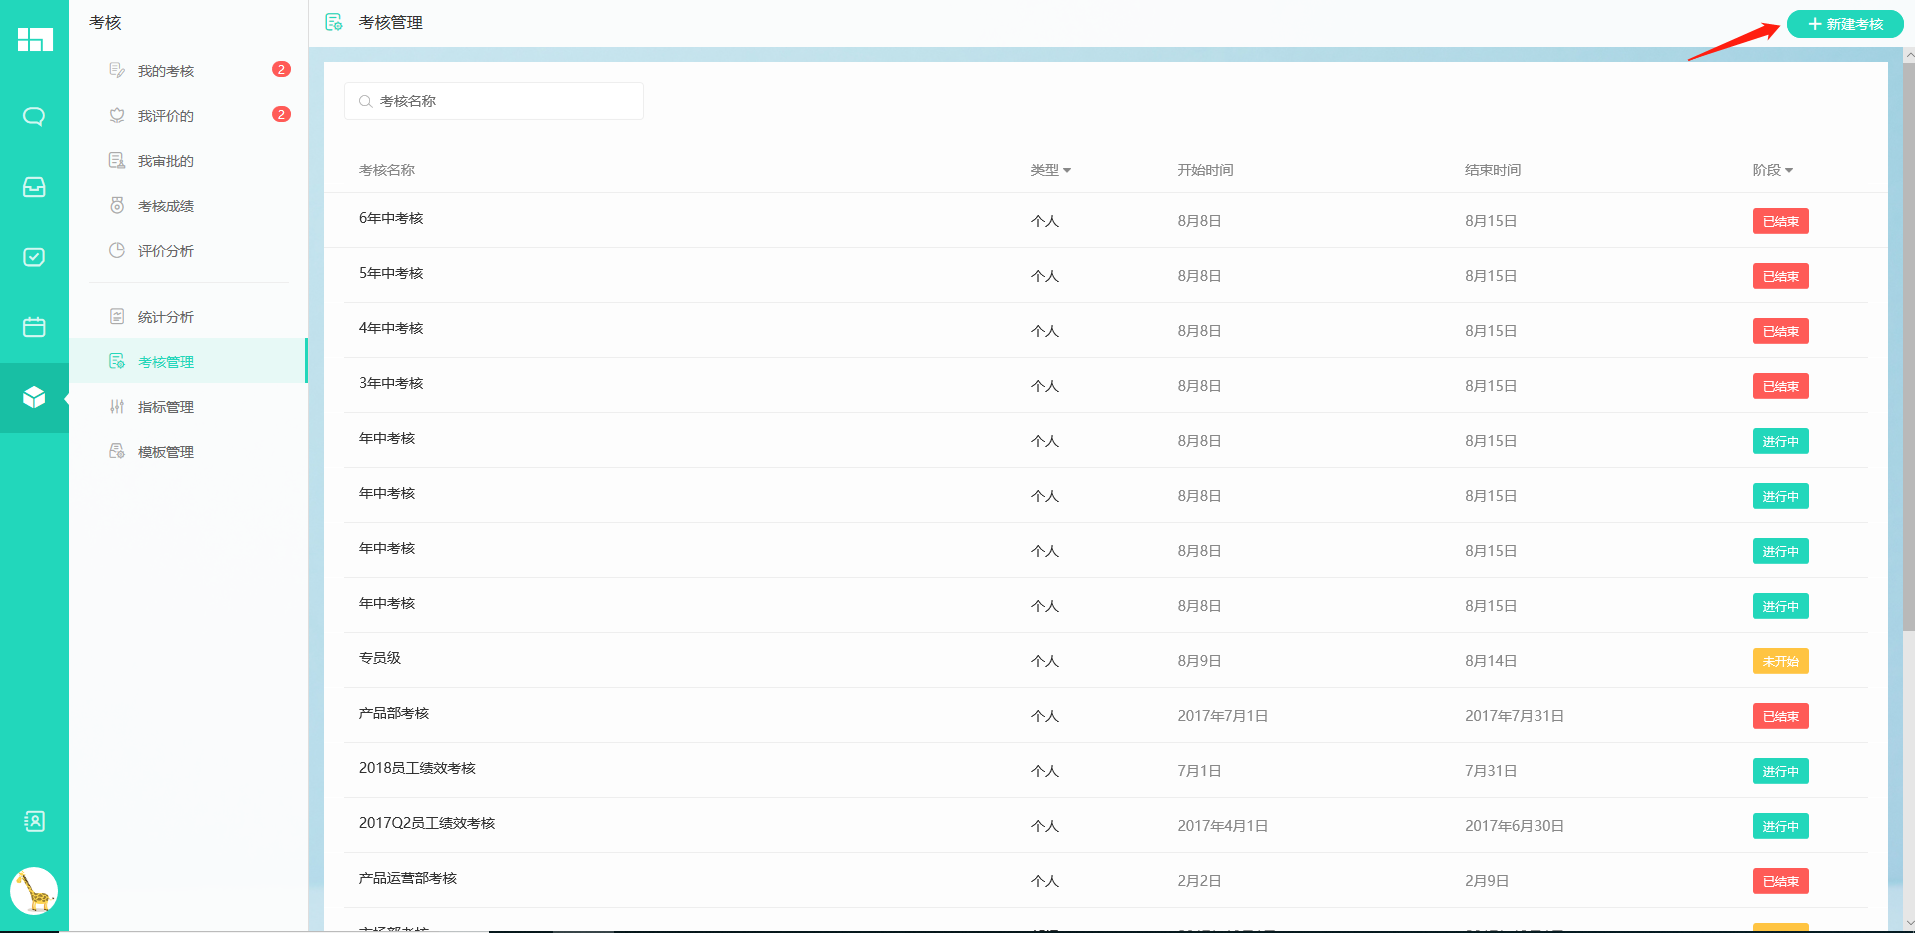 考核
考核管理
新建考核
我的考核 2
我评价的 2
我审批的
考核成绩
评价分析
统计分析
考核管理
指标管理
模板管理
考核名称
考核名称 类型 开始时间 结束时间 阶段
6年中考核 个人 8月8日 8月15日 已结束
5年中考核 个人 8月8日 8月15日 已结束
4年中考核 个人 8月8日 8月15日 已结束
3年中考核 个人 8月8日 8月15日 已结束
年中考核 个人 8月8日 8月15日 进行中
年中考核 个人 8月8日 8月15日 进行中
年中考核 个人 8月8日 8月15日 进行中
年中考核 个人 8月8日 8月15日 进行中
专员级 个人 8月9日 8月14日 未开始
产品部考核 个人 2017年7月1日 2017年7月31日 已结束
2018员工绩效考核 个人 7月1日 7月31日 进行中
2017Q2员工绩效考核 个人 2017年4月1日 2017年6月30日 进行中
产品运营部考核 个人 2月2日 2月9日 已结束
市场部考核